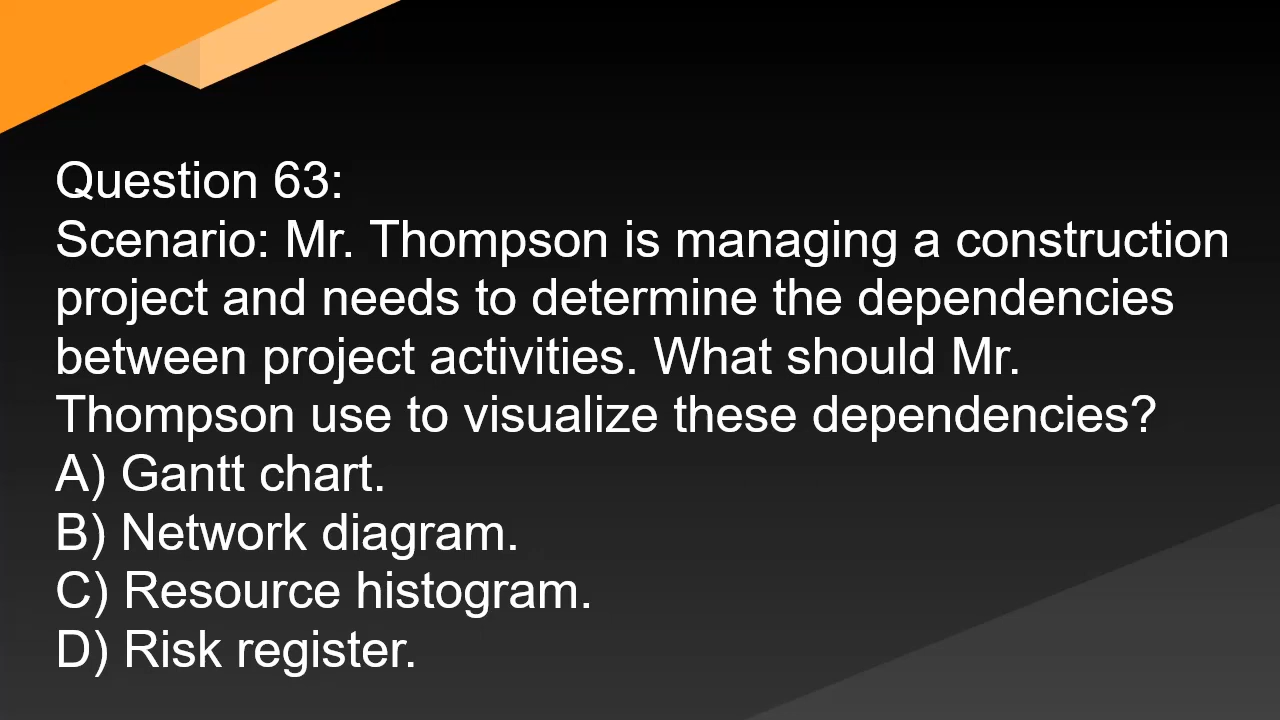 Question 63:
Scenario: Mr. Thompson is managing a construction
project and needs to determine the dependencies
between project activities. What should Mr.
Thompson use to visualize these dependencies?
A) Gantt chart.
B) Network diagram.
C) Resource histogram.
D) Risk register.